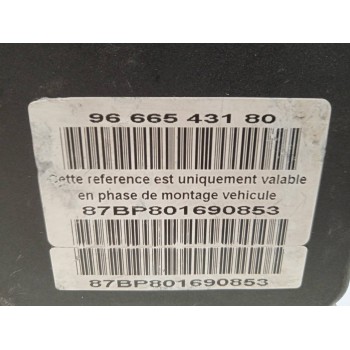 96 665 431 80
Cette reference est uniquement valable
en phase de montage vehicule
87BP801690853
87BP801690853